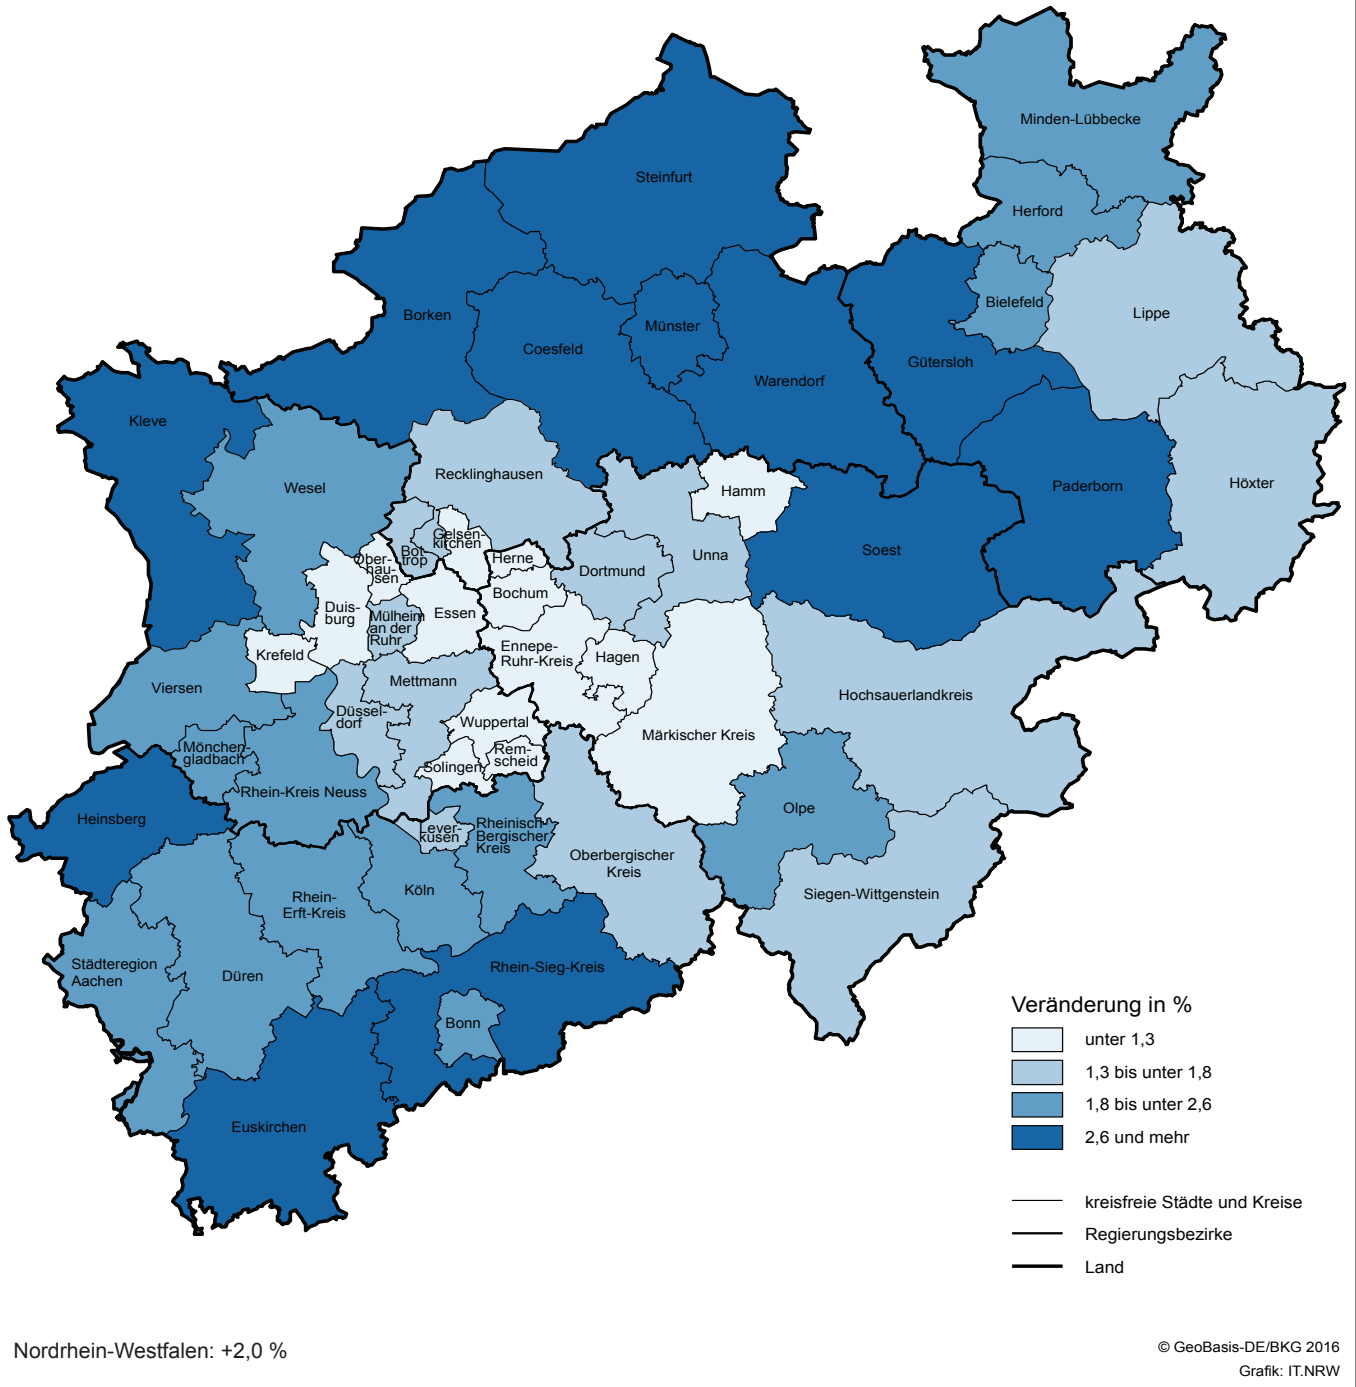 Minden-Lübbecke
Steinfurt
Herford
Bielefeld
Lippe
Borken
Münster
Coesfeld
Gütersloh
Warendorf
Kleve
Recklinghausen
Wesel
Hamm
Paderborn
Höxter
Gelsen-
kirchen
Soest
Bot-
trop
Ober-
hau-
sen
Herne
Unna
Dortmund
Bochum
Duis-
burg
Essen
Mülheim
an der
Ruhr
Ennepe-
Ruhr-Kreis
Hagen
Krefeld
Mettmann
Viersen
Hochsauerlandkreis
Düssel-
dorf
Wuppertal
Märkischer Kreis
Mönchen-
gladbach
Rem-
scheid
Solingen
Rhein-Kreis Neuss
Olpe
Heinsberg
Lever-
kusen
Rheinisch-
Bergischer
Kreis
Oberbergischer
Kreis
Köln
Rhein-
Erft-Kreis
Siegen-Wittgenstein
Städteregion
Aachen
Düren
Rhein-Sieg-Kreis
Bonn
Euskirchen
Veränderung in %
unter 1,3
1,3 bis unter 1,8
1,8 bis unter 2,6
2,6 und mehr
kreisfreie Städte und Kreise
Regierungsbezirke
Land
Nordrhein-Westfalen: +2,0 %
© GeoBasis-DE/BKG 2016
Grafik: IT.NRW